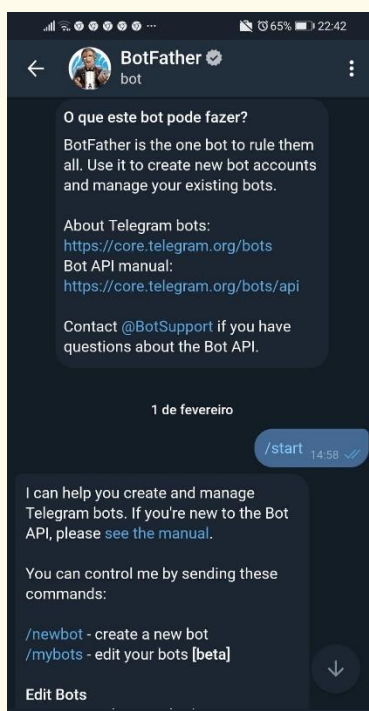 65% 22:42
BotFather
bot
O que este bot pode fazer?
BotFather is the one bot to rule them
all. Use it to create new bot accounts
and manage your existing bots.
About Telegram bots:
https://core.telegram.org/bots
Bot API manual:
https://core.telegram.org/bots/api
Contact @BotSupport if you have
questions about the Bot API.
1 de fevereiro
/start 14:58
I can help you create and manage
Telegram bots. If you're new to the Bot
API, please see the manual.
You can control me by sending these
commands:
/newbot - create a new bot
/mybots - edit your bots [beta]
Edit Bots